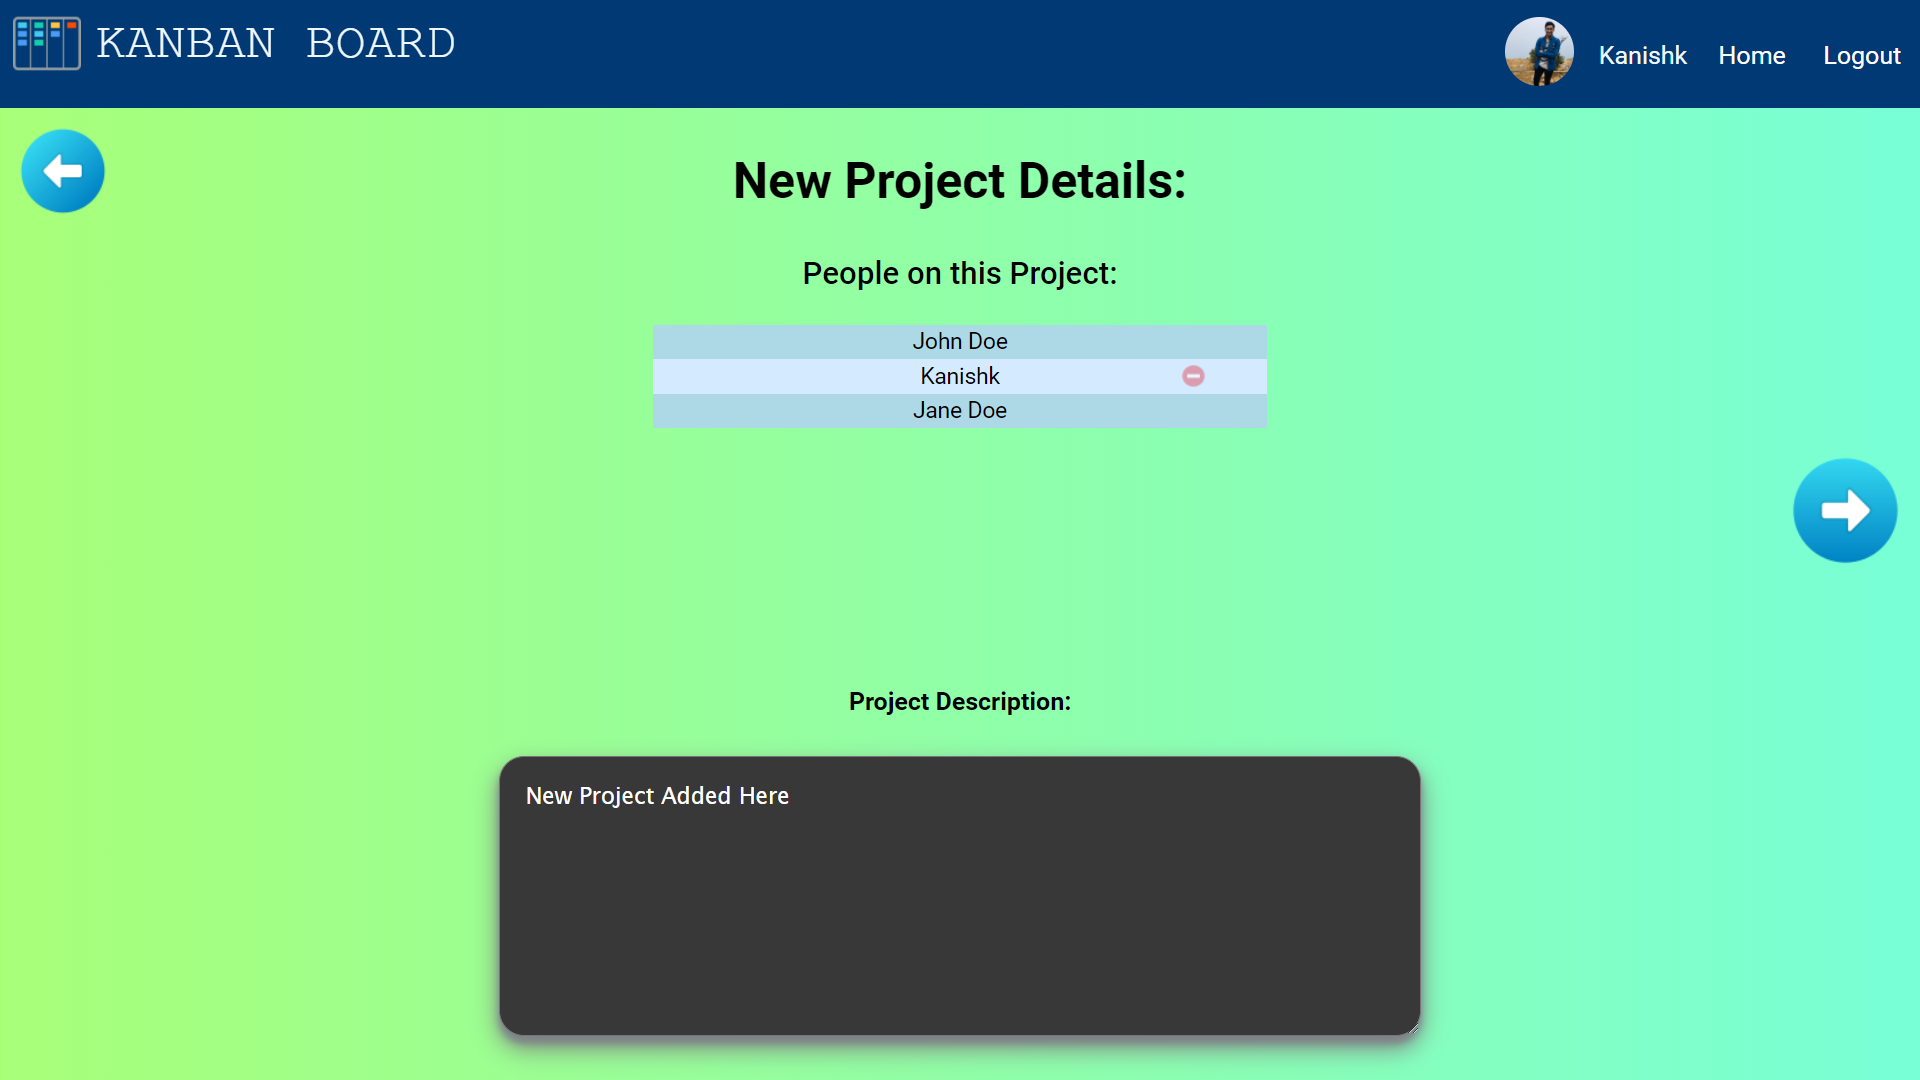 KANBAN BOARD
Kanishk Home Logout
New Project Details:
People on this Project:
John Doe
Kanishk
Jane Doe
Project Description:
New Project Added Here